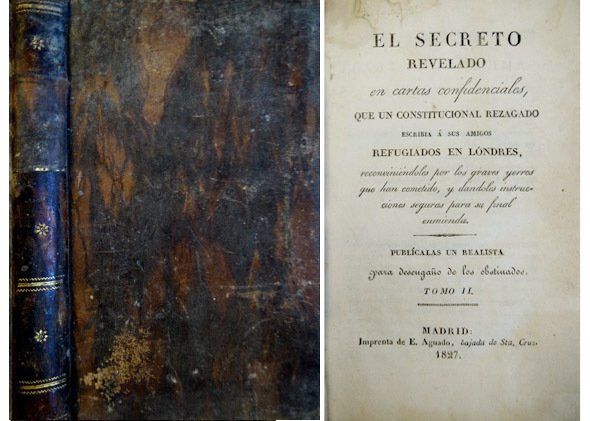 EL SECRETO
REVELADO
en cartas confidenciales,
QUE UN CONSTITUCIONAL REZAGADO
ESCRIBIA Á SUS AMIGOS
REFUGIADOS EN LÓNDRES,
reconviniéndoles por los graves yerros
que han cometido, y dandoles instruc-
ciones seguras para su final
enmienda.
PUBLÍCALAS UN REALISTA
para desengaño de los obstinados.
TOMO II.
MADRID:
Imprenta de E. Aguado, bajada de Sta. Cruz.
1827.